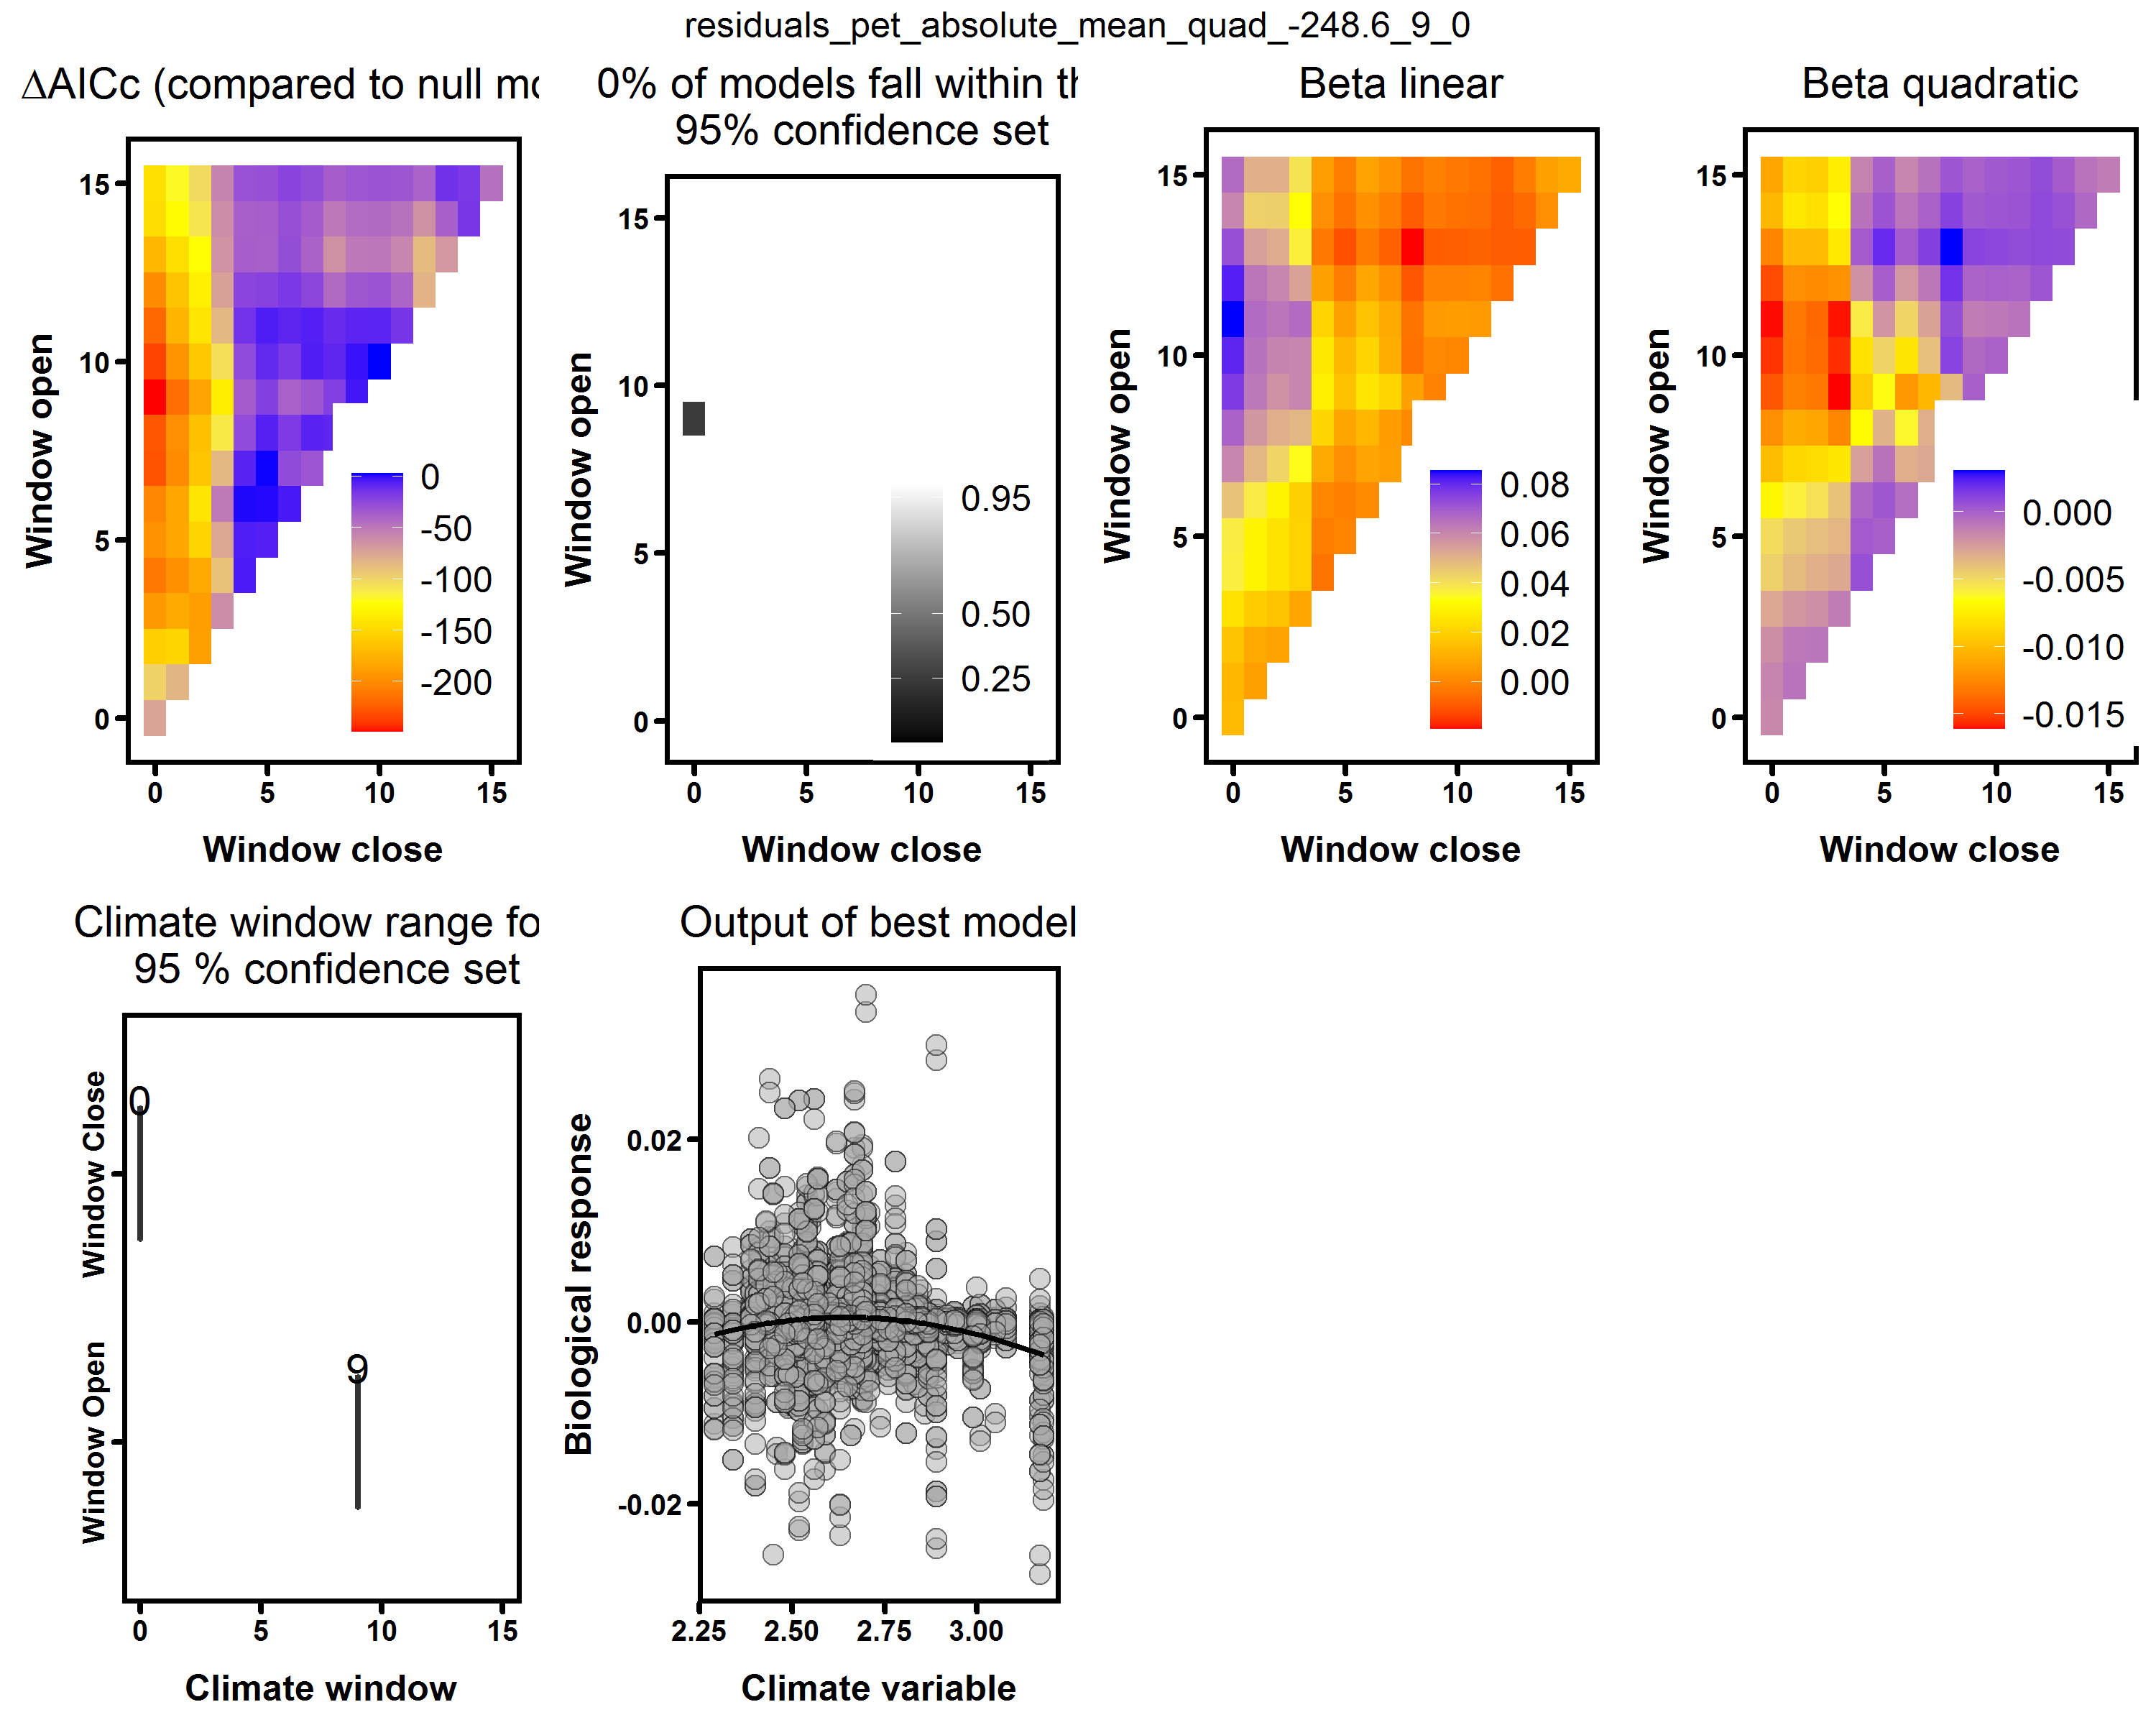 residuals_pet_absolute_mean_quad_-248.6_9_0
ΔAICc (compared to null mo
15
10
5
0
0
-50
-100
-150
-200
0 5 10 15
Window open
Window close
0% of models fall within th
95% confidence set
15
10
5
0
0.95
0.50
0.25
0 5 10 15
Window open
Window close
Beta linear
15
10
5
0
0.08
0.06
0.04
0.02
0.00
0 5 10 15
Window open
Window close
Beta quadratic
15
10
5
0
0.000
-0.005
-0.010
-0.015
0 5 10 15
Window open
Window close
Climate window range fo
95 % confidence set
Window Close
Window Open
0
9
0 5 10 15
Climate window
Output of best model
Biological response
0.02
0.00
-0.02
2.25 2.50 2.75 3.00
Climate variable